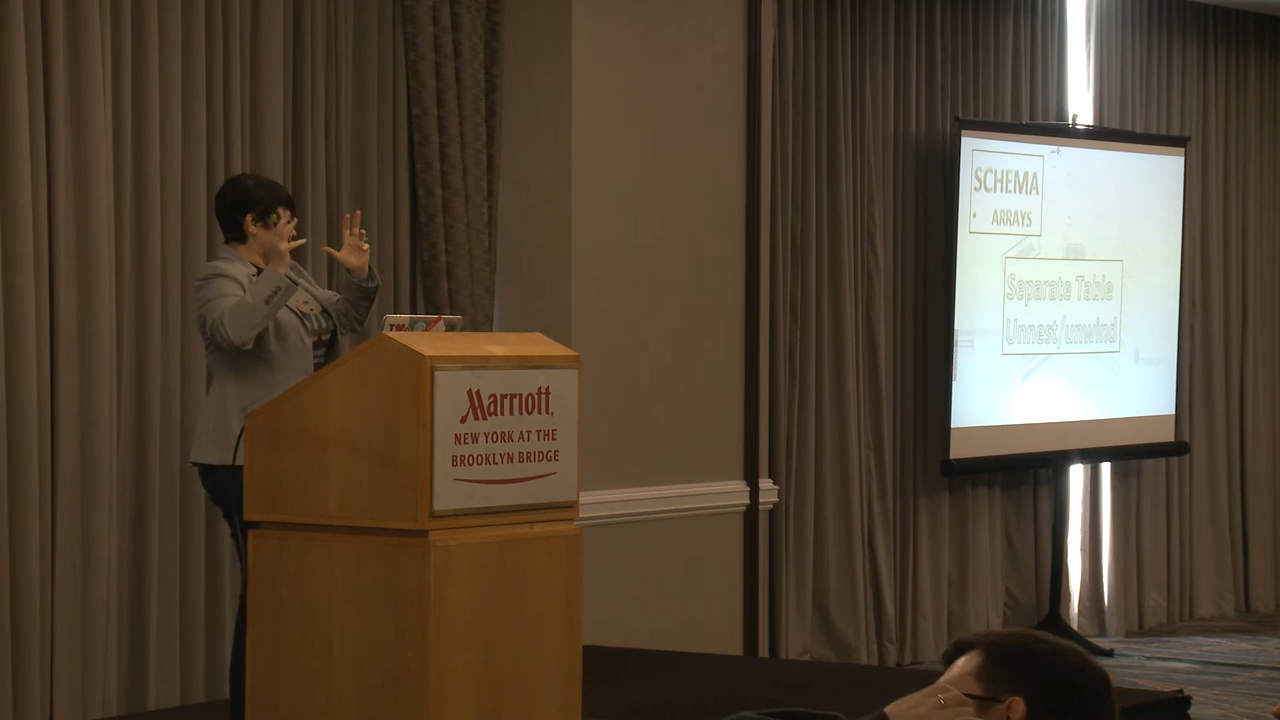 Marriott.
NEW YORK AT THE
BROOKLYN BRIDGE
SCHEMA
• ARRAYS
Separate Table
Unnest/unwind